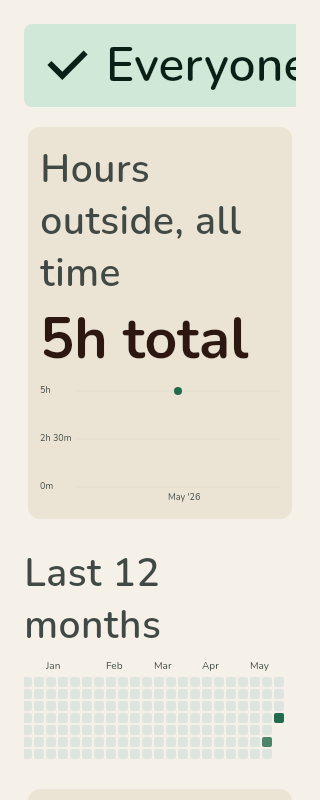 Everyone
Hours
outside, all
time
5h total
5h
2h 30m
0m
May '26
Last 12
months
Jan Feb Mar Apr May